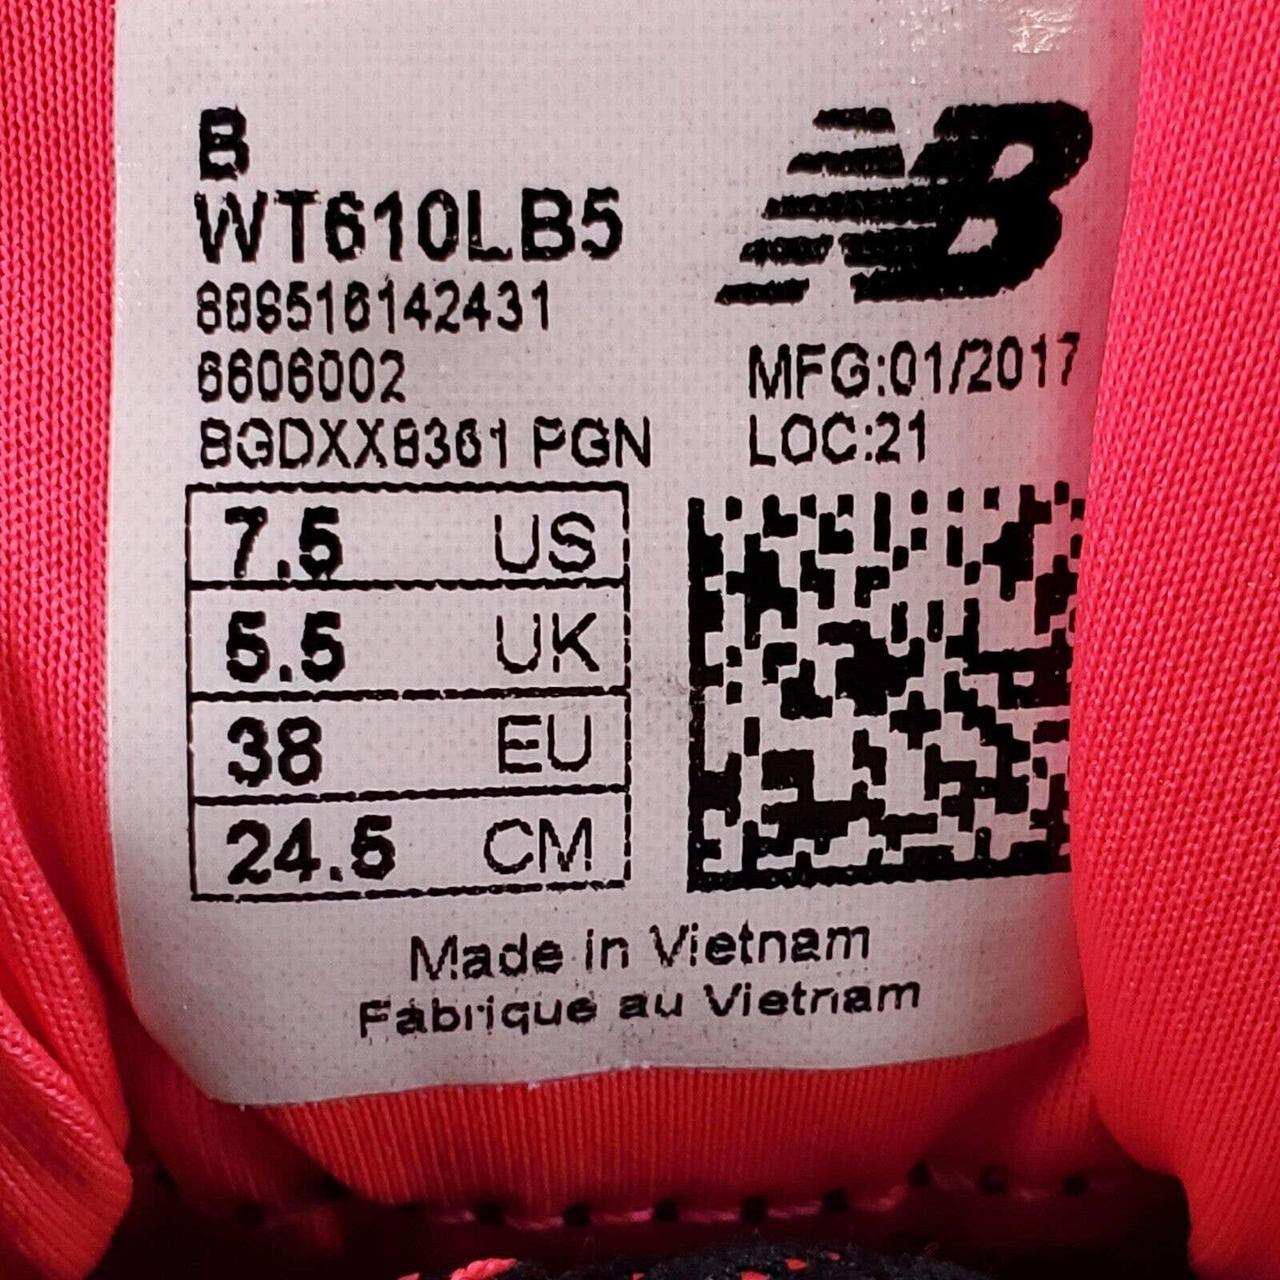 B
WT610LB5
NB
889516142431
6606002
MFG:01/2017
BGDXX8361 PGN
LOC:21
7.5 US
5.5 UK
38 EU
24.5 CM
Made in Vietnam
Fabrique au Vietnam